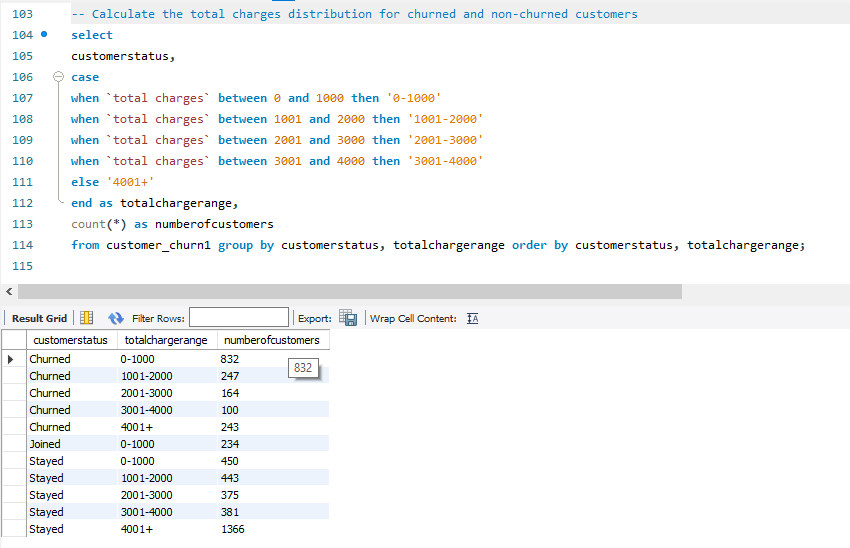 103 -- Calculate the total charges distribution for churned and non-churned customers
104 select
105 customerstatus,
106 case
107 when `total charges` between 0 and 1000 then '0-1000'
108 when `total charges` between 1001 and 2000 then '1001-2000'
109 when `total charges` between 2001 and 3000 then '2001-3000'
110 when `total charges` between 3001 and 4000 then '3001-4000'
111 else '4001+'
112 end as totalchargerange,
113 count(*) as numberofcustomers
114 from customer_churn1 group by customerstatus, totalchargerange order by customerstatus, totalchargerange;
115
Result Grid Filter Rows: Export: Wrap Cell Content: IA
customerstatus totalchargerange numberofcustomers
Churned 0-1000 832
832
Churned 1001-2000 247
Churned 2001-3000 164
Churned 3001-4000 100
Churned 4001+ 243
Joined 0-1000 234
Stayed 0-1000 450
Stayed 1001-2000 443
Stayed 2001-3000 375
Stayed 3001-4000 381
Stayed 4001+ 1366